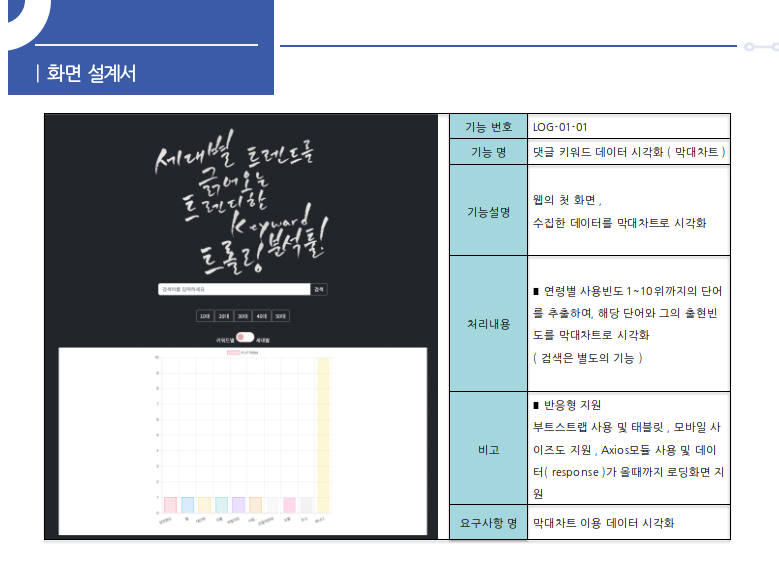 | 화면 설계서
세대별 트렌드를
긁어오는
트렌디한
Keyword
트롤링 분석툴!
검색어를 입력하세요 검색
10대 20대 30대 40대 50대
키워드별 세대별
10
9
8
7
6
5
4
3
2
1
0
기능 번호 LOG-01-01
기능 명 댓글 키워드 데이터 시각화 ( 막대차트 )
기능설명
웹의 첫 화면 ,
수집한 데이터를 막대차트로 시각화
처리내용
■ 연령별 사용빈도 1~10위까지의 단어
를 추출하여, 해당 단어와 그의 출현빈
도를 막대차트로 시각화
( 검색은 별도의 기능 )
비고
■ 반응형 지원
부트스트랩 사용 및 태블릿 , 모바일 사
이즈도 지원 , Axios모듈 사용 및 데이
터( response )가 올때까지 로딩화면 지
원
요구사항 명 막대차트 이용 데이터 시각화